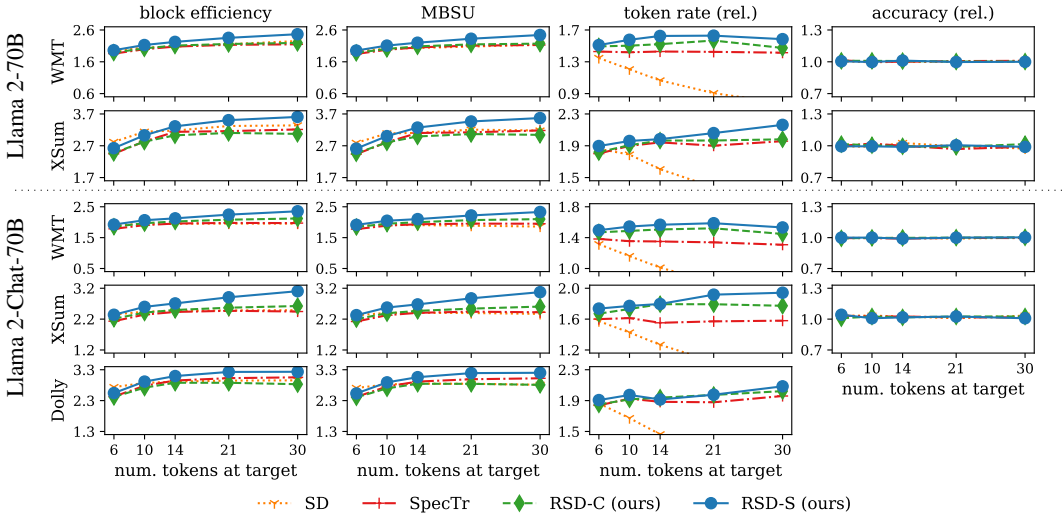 block efficiency MBSU token rate (rel.) accuracy (rel.)
Llama 2-70B
WMT
2.6 2.6 1.7 1.3
1.6 1.6 1.3 1.0
0.6 0.6 0.9 0.7
XSum
3.7 3.7 2.3 1.3
2.7 2.7 1.9 1.0
1.7 1.7 1.5 0.7
Llama 2-Chat-70B
WMT
2.5 2.5 1.8 1.3
1.5 1.5 1.4 1.0
0.5 0.5 1.0 0.7
XSum
3.2 3.2 2.0 1.3
2.2 2.2 1.6 1.0
1.2 1.2 1.2 0.7
6 10 14 21 30
num. tokens at target
Dolly
3.3 3.3 2.3
2.3 2.3 1.9
1.3 1.3 1.5
6 10 14 21 30 6 10 14 21 30 6 10 14 21 30
num. tokens at target num. tokens at target num. tokens at target
SD SpecTr RSD-C (ours) RSD-S (ours)